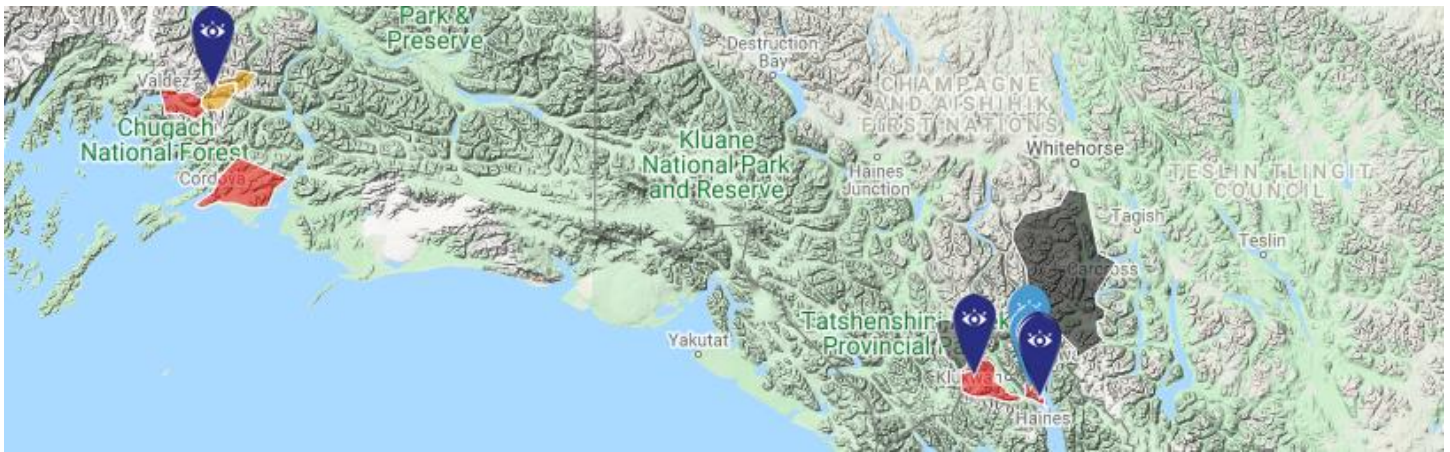 Park &
Preserve
Destruction
Bay
Valdez
CHAMPAGNE
AND AISHIHIK
FIRST NATIONS
Chugach
National Forest
Kluane
National Park
and Reserve
Whitehorse
Haines
Junction
TESLIN TLINGIT
COUNCIL
Cordova
Tagish
Teslin
Carcross
Yakutat
Tatshenshini
Provincial
Klukwan
Haines